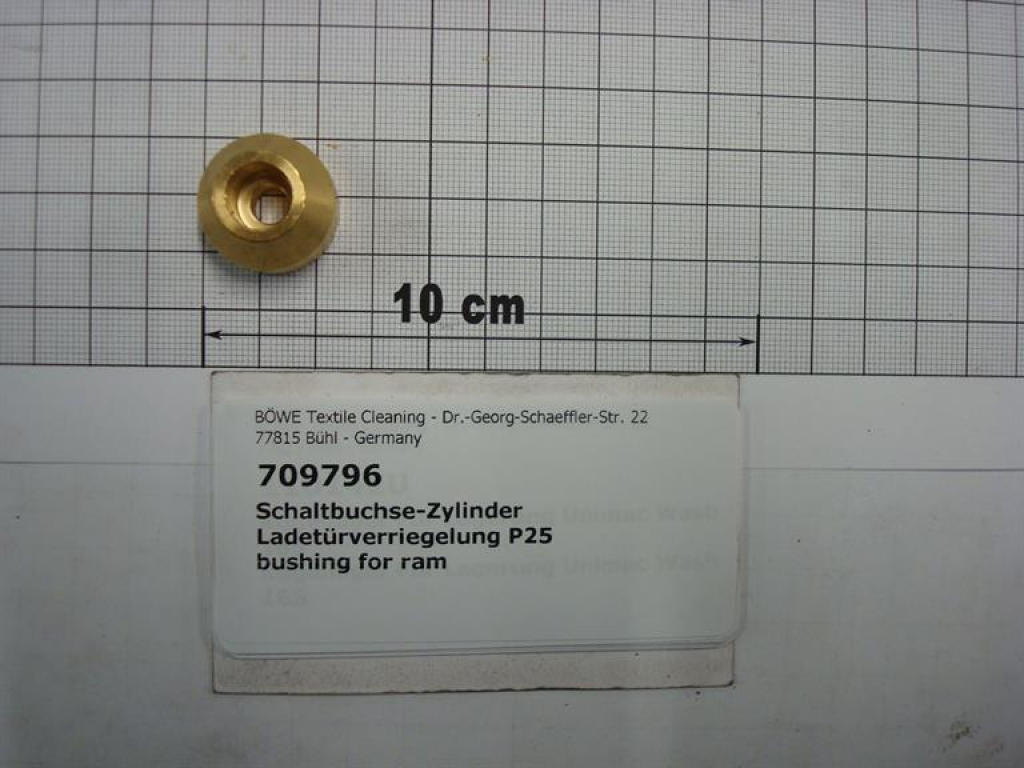 10 cm
BÖWE Textile Cleaning - Dr.-Georg-Schaeffler-Str. 22
77815 Bühl - Germany
709796
Schaltbuchse-Zylinder
Ladetürverriegelung P25
bushing for ram